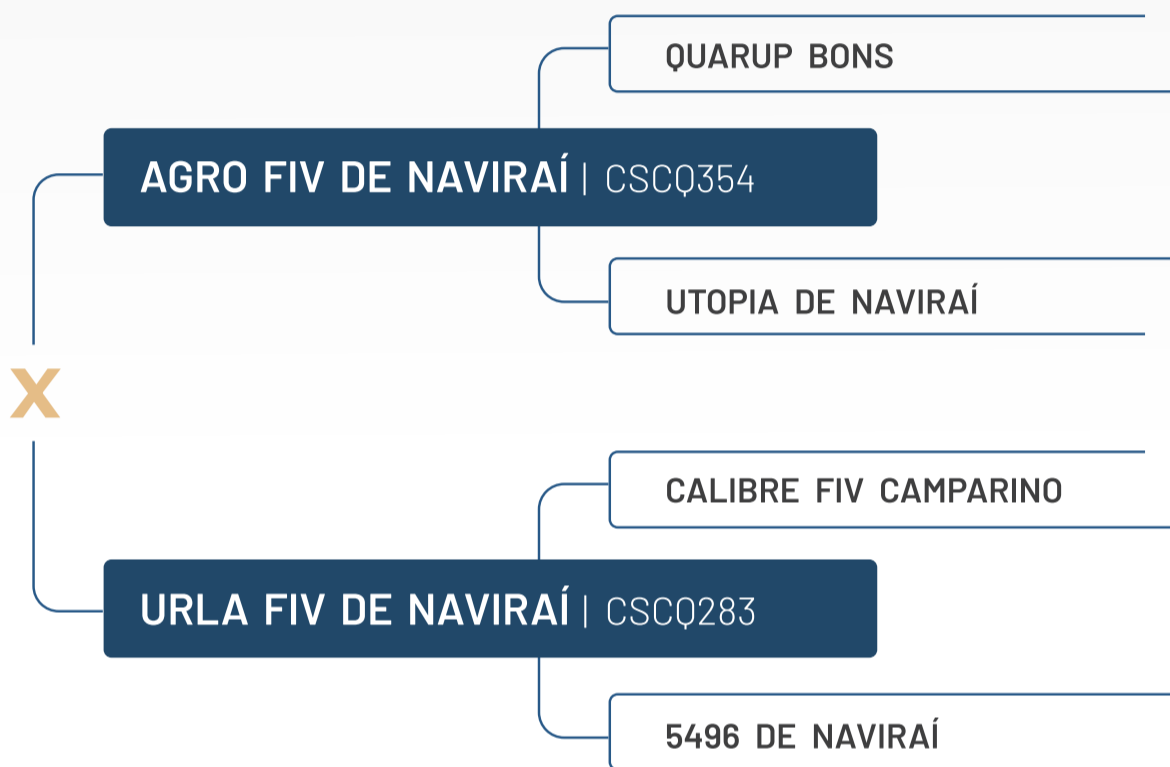 QUARUP BONS
AGRO FIV DE NAVIRAÍ | CSCQ354
UTOPIA DE NAVIRAÍ
X
CALIBRE FIV CAMPARINO
URLA FIV DE NAVIRAÍ | CSCQ283
5496 DE NAVIRAÍ